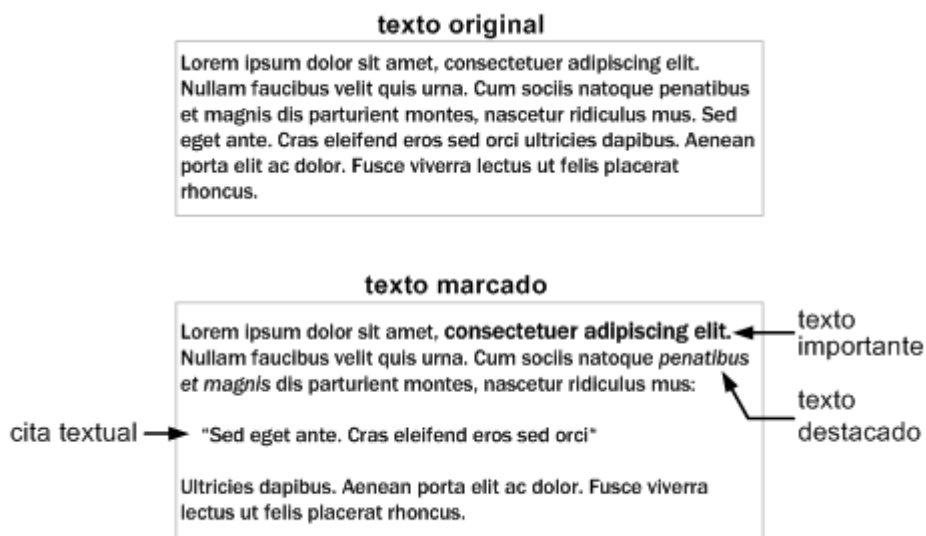 texto original
Lorem ipsum dolor sit amet, consectetuer adipiscing elit.
Nullam faucibus velit quis urna. Cum sociis natoque penatibus
et magnis dis parturient montes, nascetur ridiculus mus. Sed
eget ante. Cras eleifend eros sed orci ultricies dapibus. Aenean
porta elit ac dolor. Fusce viverra lectus ut felis placerat
rhoncus.
texto marcado
Lorem ipsum dolor sit amet, consectetuer adipiscing elit.
texto
importante
Nullam faucibus velit quis urna. Cum sociis natoque penatibus
et magnis dis parturient montes, nascetur ridiculus mus:
texto
destacado
cita textual
"Sed eget ante. Cras eleifend eros sed orci"
Ultricies dapibus. Aenean porta elit ac dolor. Fusce viverra
lectus ut felis placerat rhoncus.